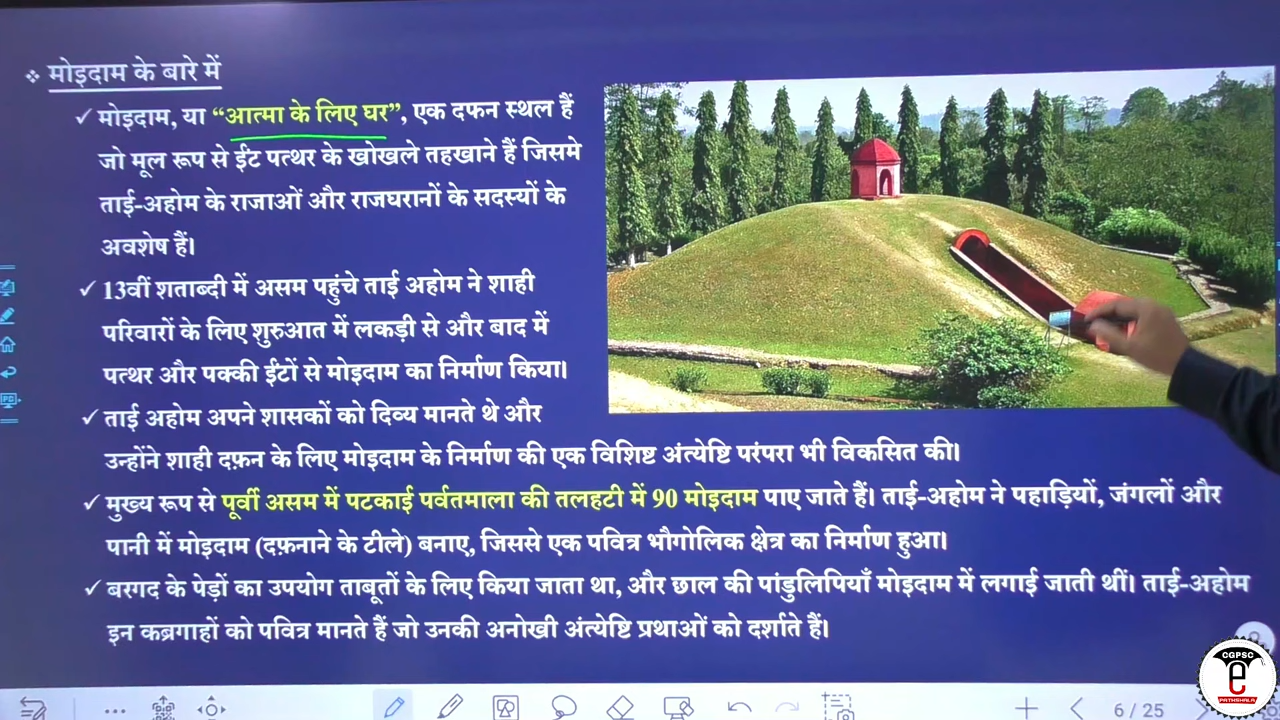 ❖ मोइदाम के बारे में
✓ मोइदाम, या “आत्मा के लिए घर”, एक दफन स्थल हैं
जो मूल रूप से ईंट पत्थर के खोखले तहखाने हैं जिसमे
ताई-अहोम के राजाओं और राजघरानों के सदस्यों के
अवशेष हैं।
✓ 13वीं शताब्दी में असम पहुंचे ताई अहोम ने शाही
परिवारों के लिए शुरुआत में लकड़ी से और बाद में
पत्थर और पक्की ईंटों से मोइदाम का निर्माण किया।
✓ ताई अहोम अपने शासकों को दिव्य मानते थे और
उन्होंने शाही दफ़न के लिए मोइदाम के निर्माण की एक विशिष्ट अंत्येष्टि परंपरा भी विकसित की।
✓ मुख्य रूप से पूर्वी असम में पटकाई पर्वतमाला की तलहटी में 90 मोइदाम पाए जाते हैं। ताई-अहोम ने पहाड़ियों, जंगलों और
पानी में मोइदाम (दफ़नाने के टीले) बनाए, जिससे एक पवित्र भौगोलिक क्षेत्र का निर्माण हुआ।
✓ बरगद के पेड़ों का उपयोग ताबूतों के लिए किया जाता था, और छाल की पांडुलिपियाँ मोइदाम में लगाई जाती थीं। ताई-अहोम
इन कब्रगाहों को पवित्र मानते हैं जो उनकी अनोखी अंत्येष्टि प्रथाओं को दर्शाते हैं।
CGPSC
e
PATHSHALA
6 / 25